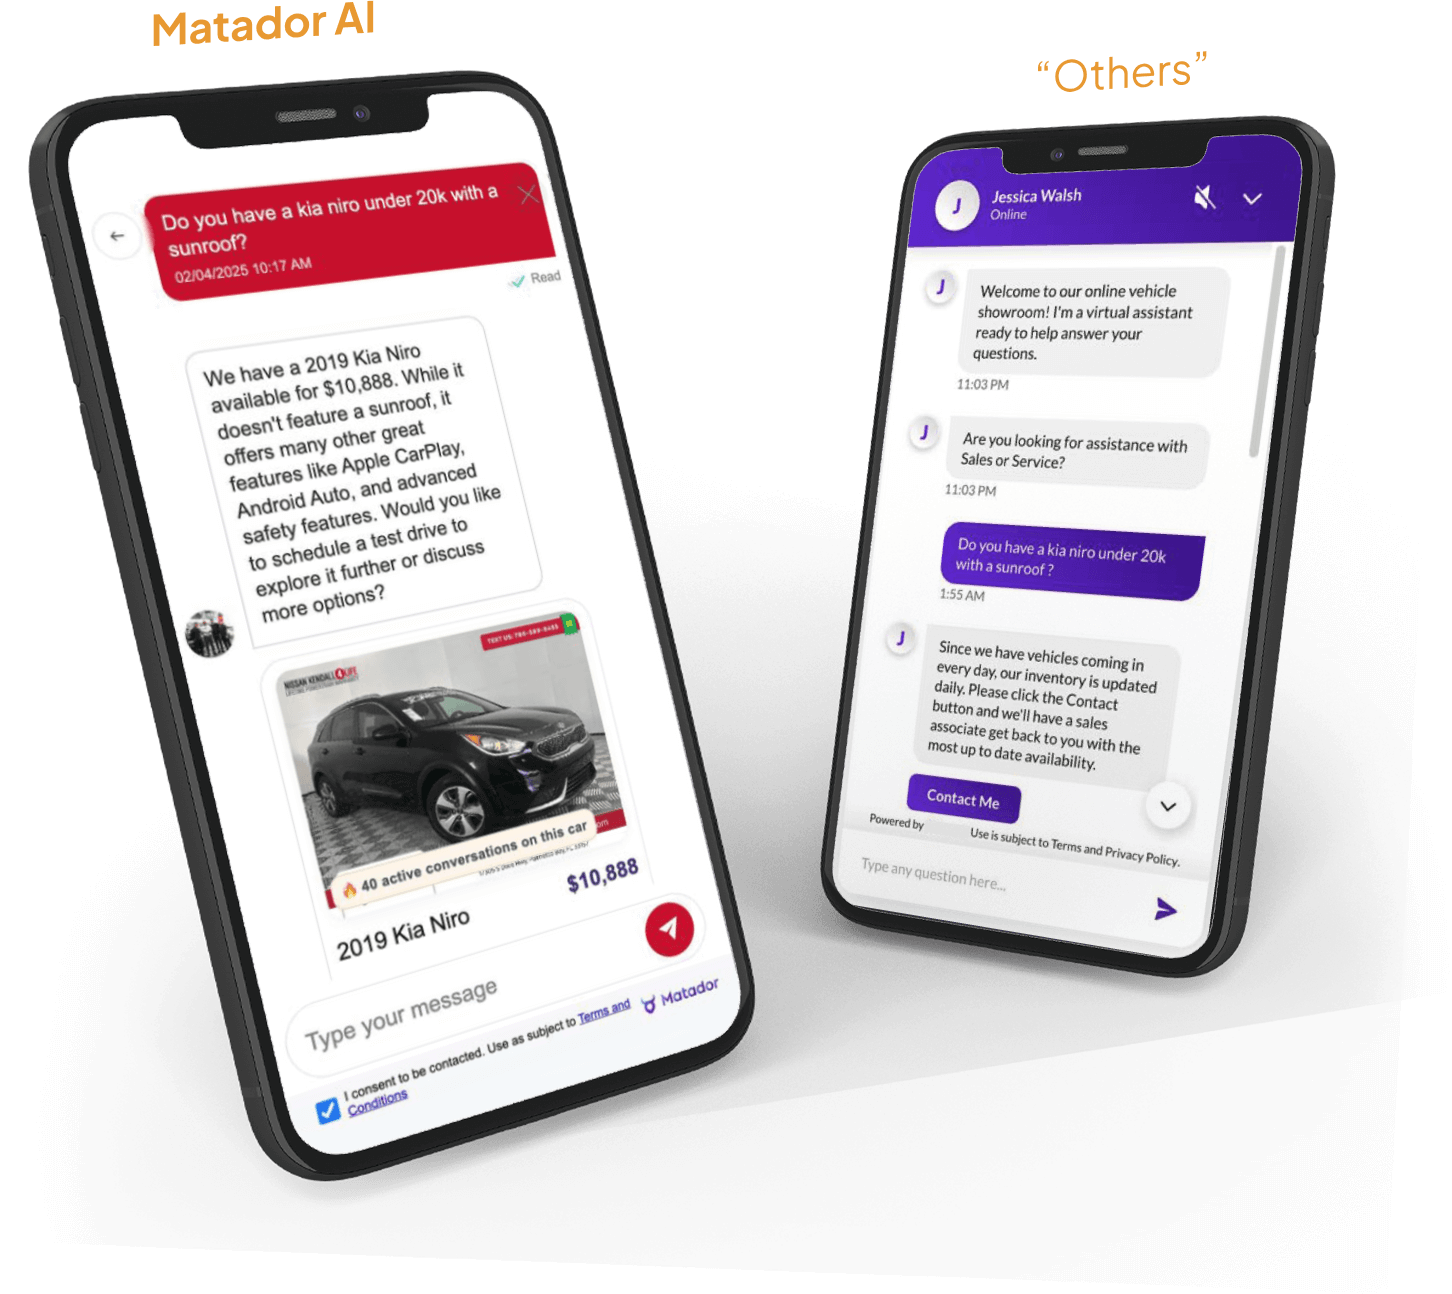 Matador AI
“Others”
Do you have a kia niro under 20k with a
sunroof?
02/04/2025 10:17 AM
Read
We have a 2019 Kia Niro
available for $10,888. While it
doesn't feature a sunroof, it
offers many other great
features like Apple CarPlay,
Android Auto, and advanced
safety features. Would you like
to schedule a test drive to
explore it further or discuss
more options?
NISSAN KENDALL4LIFE
40 active conversations on this car
$10,888
2019 Kia Niro
Type your message
I consent to be contacted. Use as subject to Terms and
Conditions
Matador
J
Jessica Walsh
Online
J
Welcome to our online vehicle
showroom! I'm a virtual assistant
ready to help answer your
questions.
11:03 PM
J
Are you looking for assistance with
Sales or Service?
11:03 PM
Do you have a kia niro under 20k
with a sunroof ?
1:55 AM
J
Since we have vehicles coming in
every day, our inventory is updated
daily. Please click the Contact
button and we'll have a sales
associate get back to you with the
most up to date availability.
Contact Me
Powered by
Use is subject to Terms and Privacy Policy.
Type any question here...